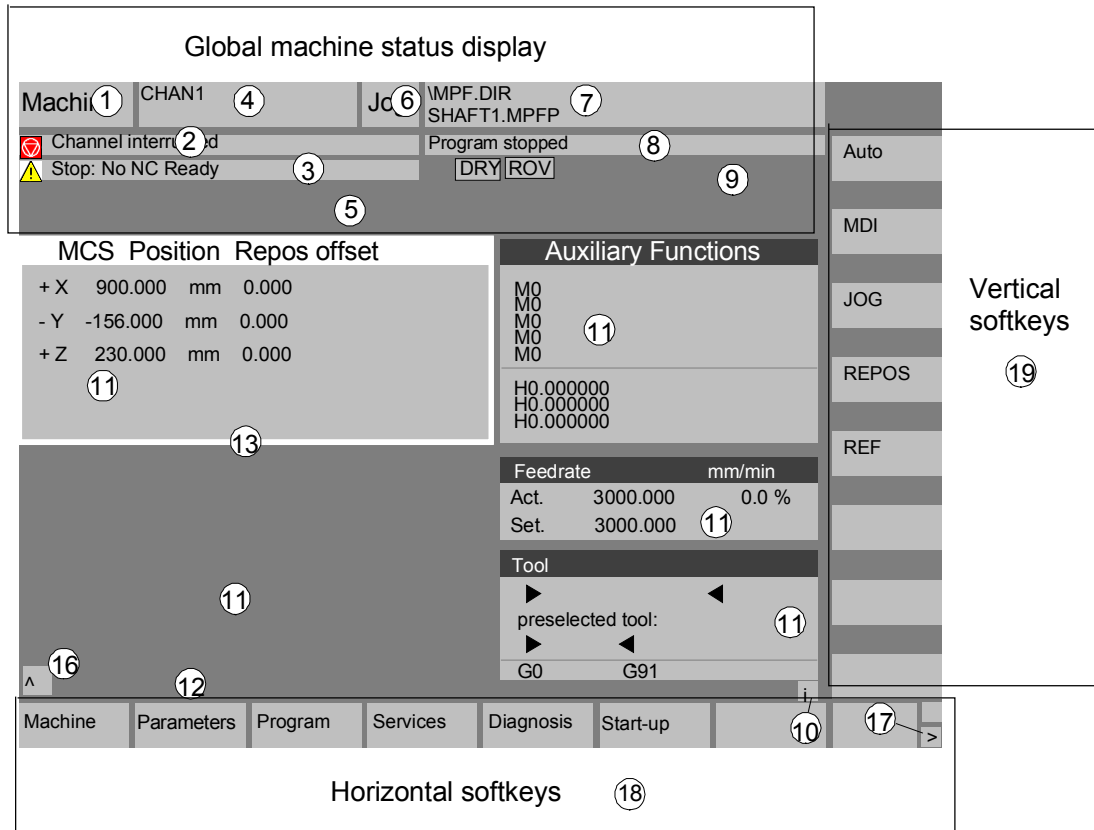 Global machine status display
Machi 1 CHAN1 4 Jo 6 \MPF.DIR 7
SHAFT1.MPFP
Channel interru 2 ed Program stopped 8
Stop: No NC Ready 3 DRY ROV 9
5
Auto
MDI
JOG
REPOS
REF
Vertical
softkeys
19
MCS Position Repos offset
+ X 900.000 mm 0.000
- Y -156.000 mm 0.000
+ Z 230.000 mm 0.000
11
13
Auxiliary Functions
M0
M0
M0
M0
M0
11
H0.000000
H0.000000
H0.000000
Feedrate mm/min
Act. 3000.000 0.0 %
Set. 3000.000 11
Tool
preselected tool:
11
G0 G91
11
16
^
12
i
Machine Parameters Program Services Diagnosis Start-up 10 17 >
Horizontal softkeys 18